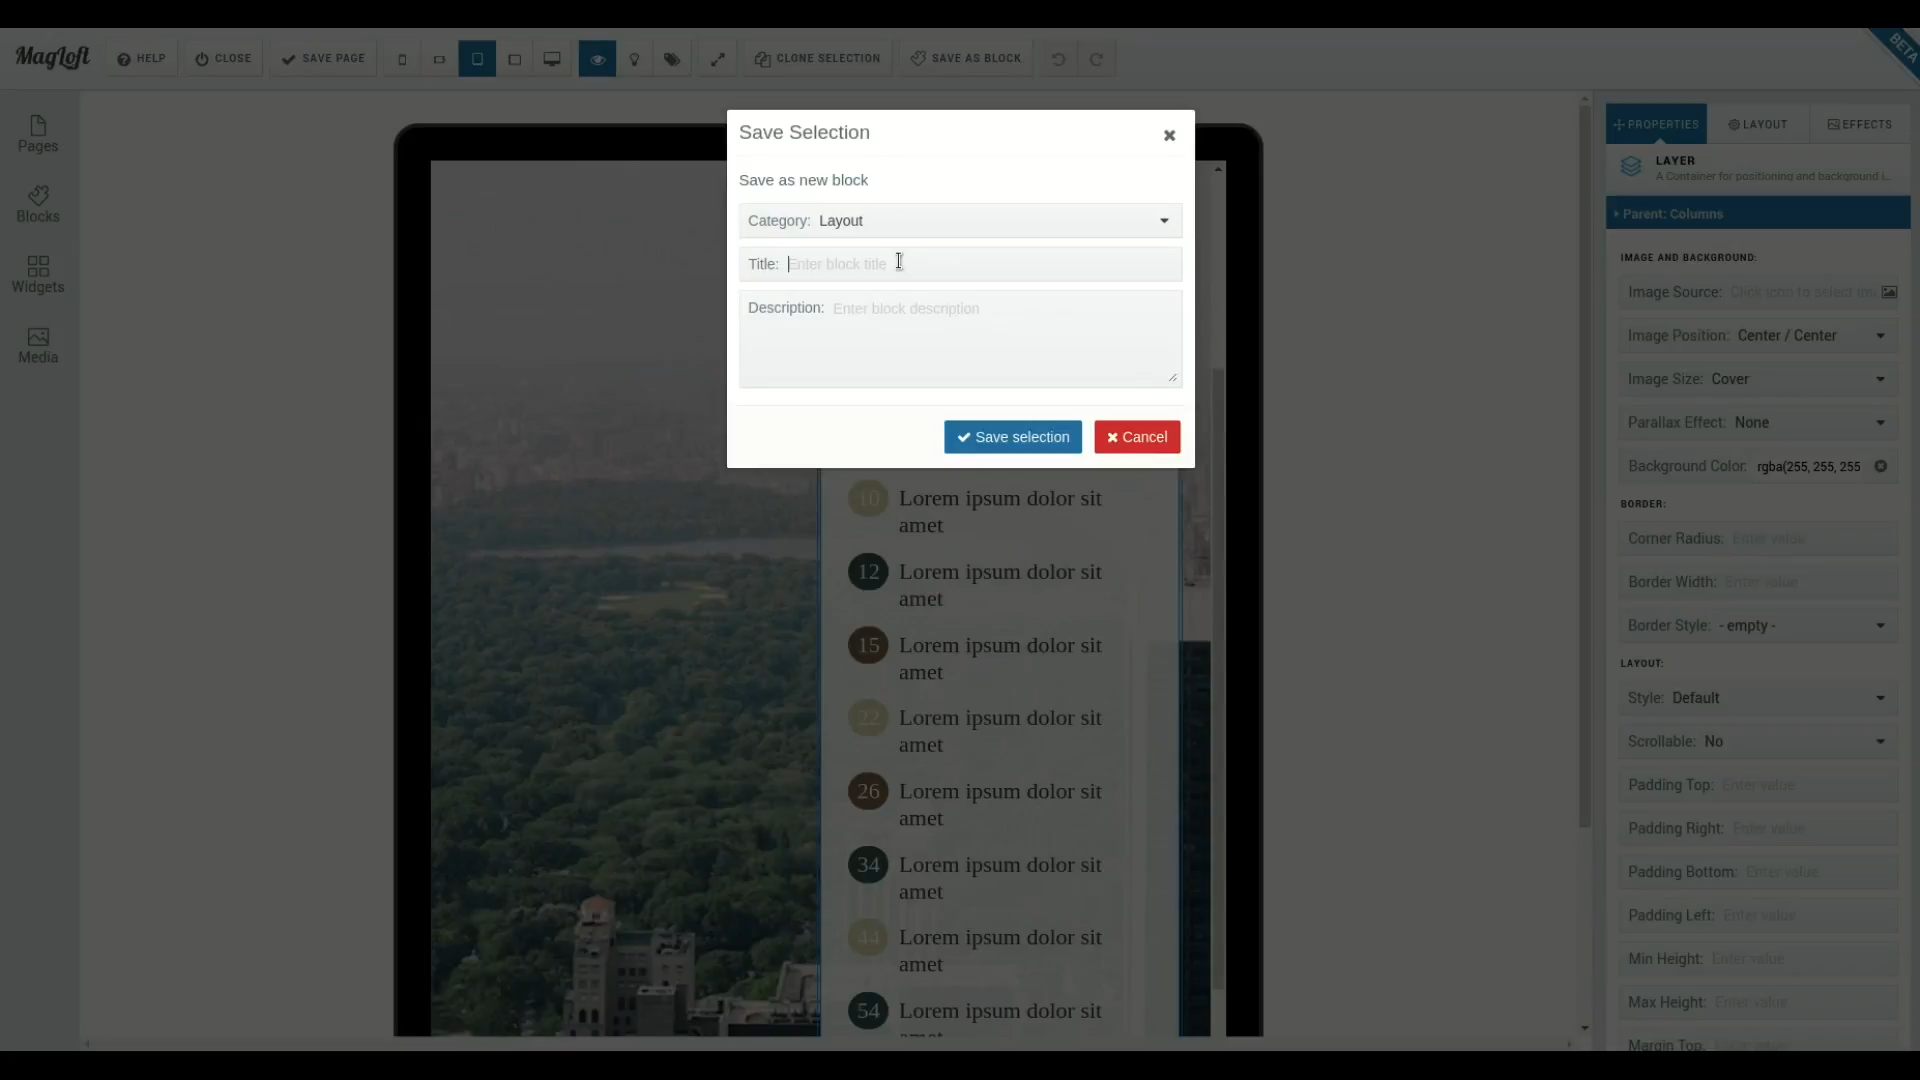 MagLoft
HELP
CLOSE
SAVE PAGE
CLONE SELECTION
SAVE AS BLOCK
BETA
Pages
Blocks
Widgets
Media
Save Selection
Save as new block
Category: Layout
Title: Enter block title
Description: Enter block description
Save selection
Cancel
10 Lorem ipsum dolor sit
amet
12 Lorem ipsum dolor sit
amet
15 Lorem ipsum dolor sit
amet
22 Lorem ipsum dolor sit
amet
26 Lorem ipsum dolor sit
amet
34 Lorem ipsum dolor sit
amet
44 Lorem ipsum dolor sit
amet
54 Lorem ipsum dolor sit
amet
PROPERTIES
LAYOUT
EFFECTS
LAYER
A Container for positioning and background i...
Parent: Columns
IMAGE AND BACKGROUND:
Image Source: Click icon to select im
Image Position: Center / Center
Image Size: Cover
Parallax Effect: None
Background Color: rgba(255, 255, 255
BORDER:
Corner Radius: Enter value
Border Width: Enter value
Border Style: - empty -
LAYOUT:
Style: Default
Scrollable: No
Padding Top: Enter value
Padding Right: Enter value
Padding Bottom: Enter value
Padding Left: Enter value
Min Height: Enter value
Max Height: Enter value
Margin Top: Enter value